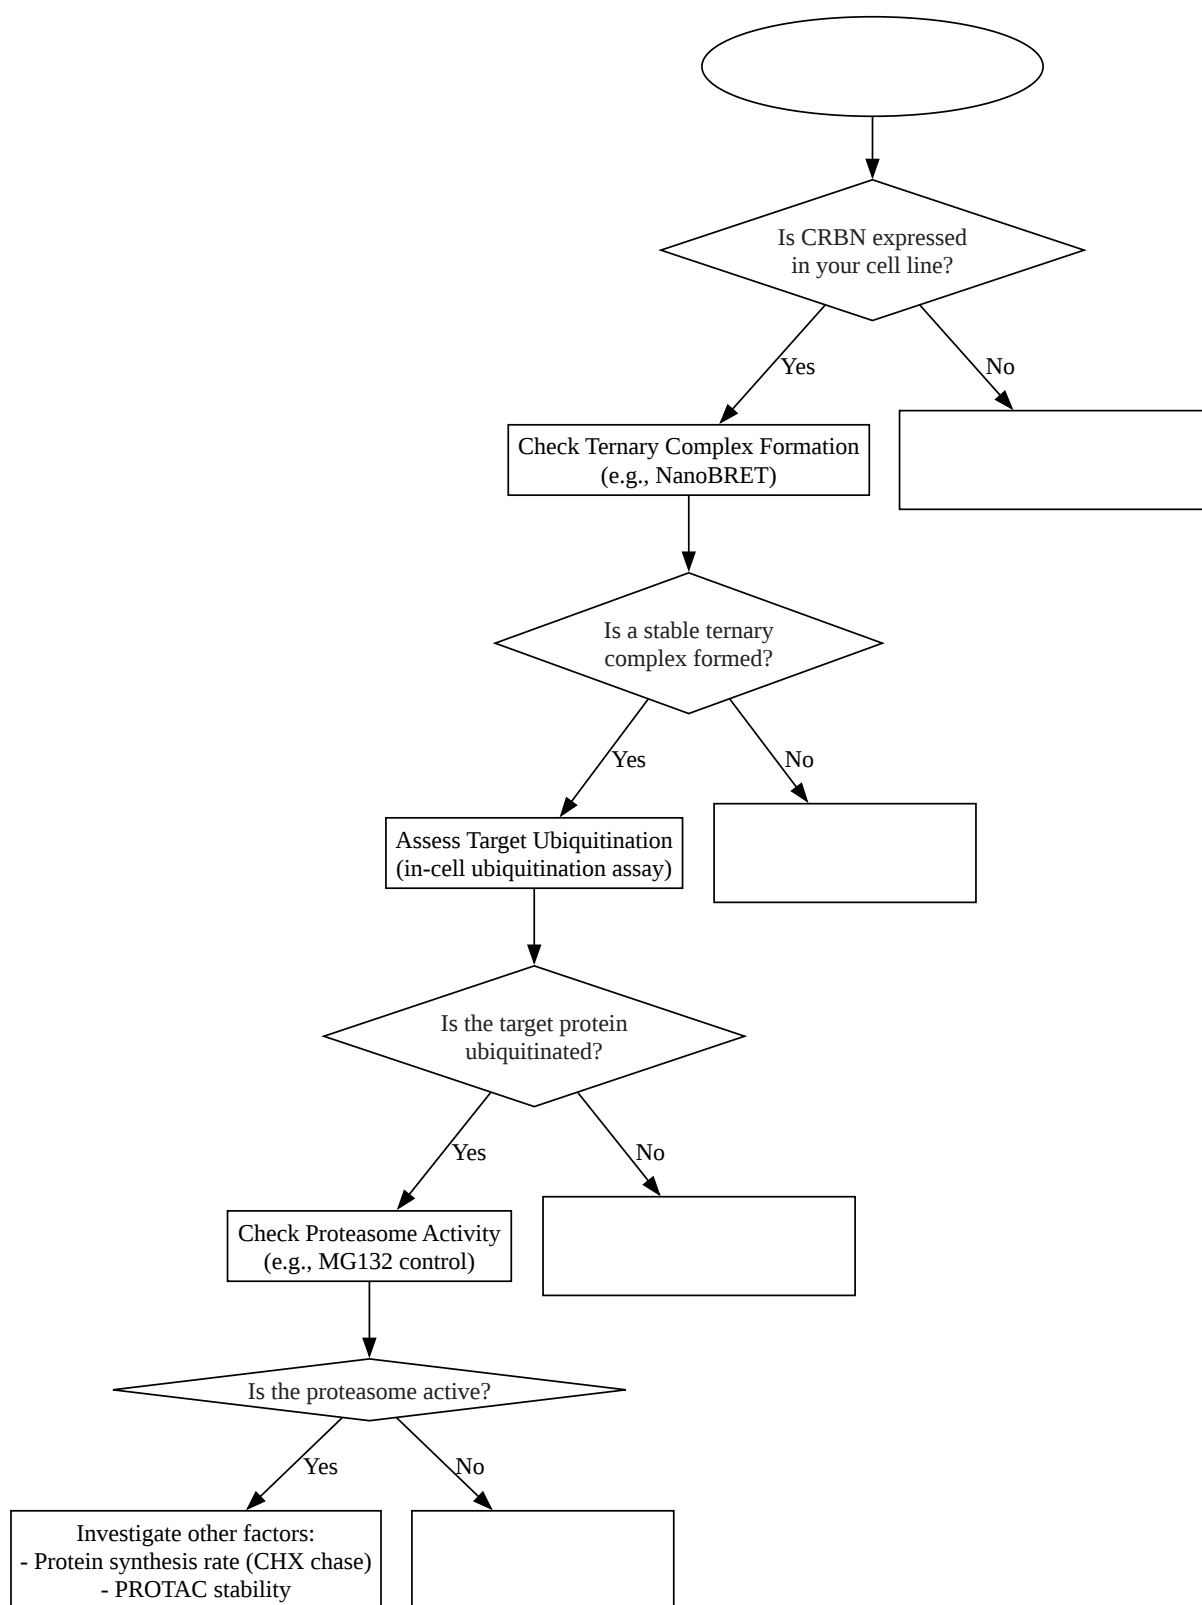 Is CRBN expressed
in your cell line?
Yes
No
Check Ternary Complex Formation
(e.g., NanoBRET)
Is a stable ternary
complex formed?
Yes
No
Assess Target Ubiquitination
(in-cell ubiquitination assay)
Is the target protein
ubiquitinated?
Yes
No
Check Proteasome Activity
(e.g., MG132 control)
Is the proteasome active?
Yes
No
Investigate other factors:
- Protein synthesis rate (CHX chase)
- PROTAC stability